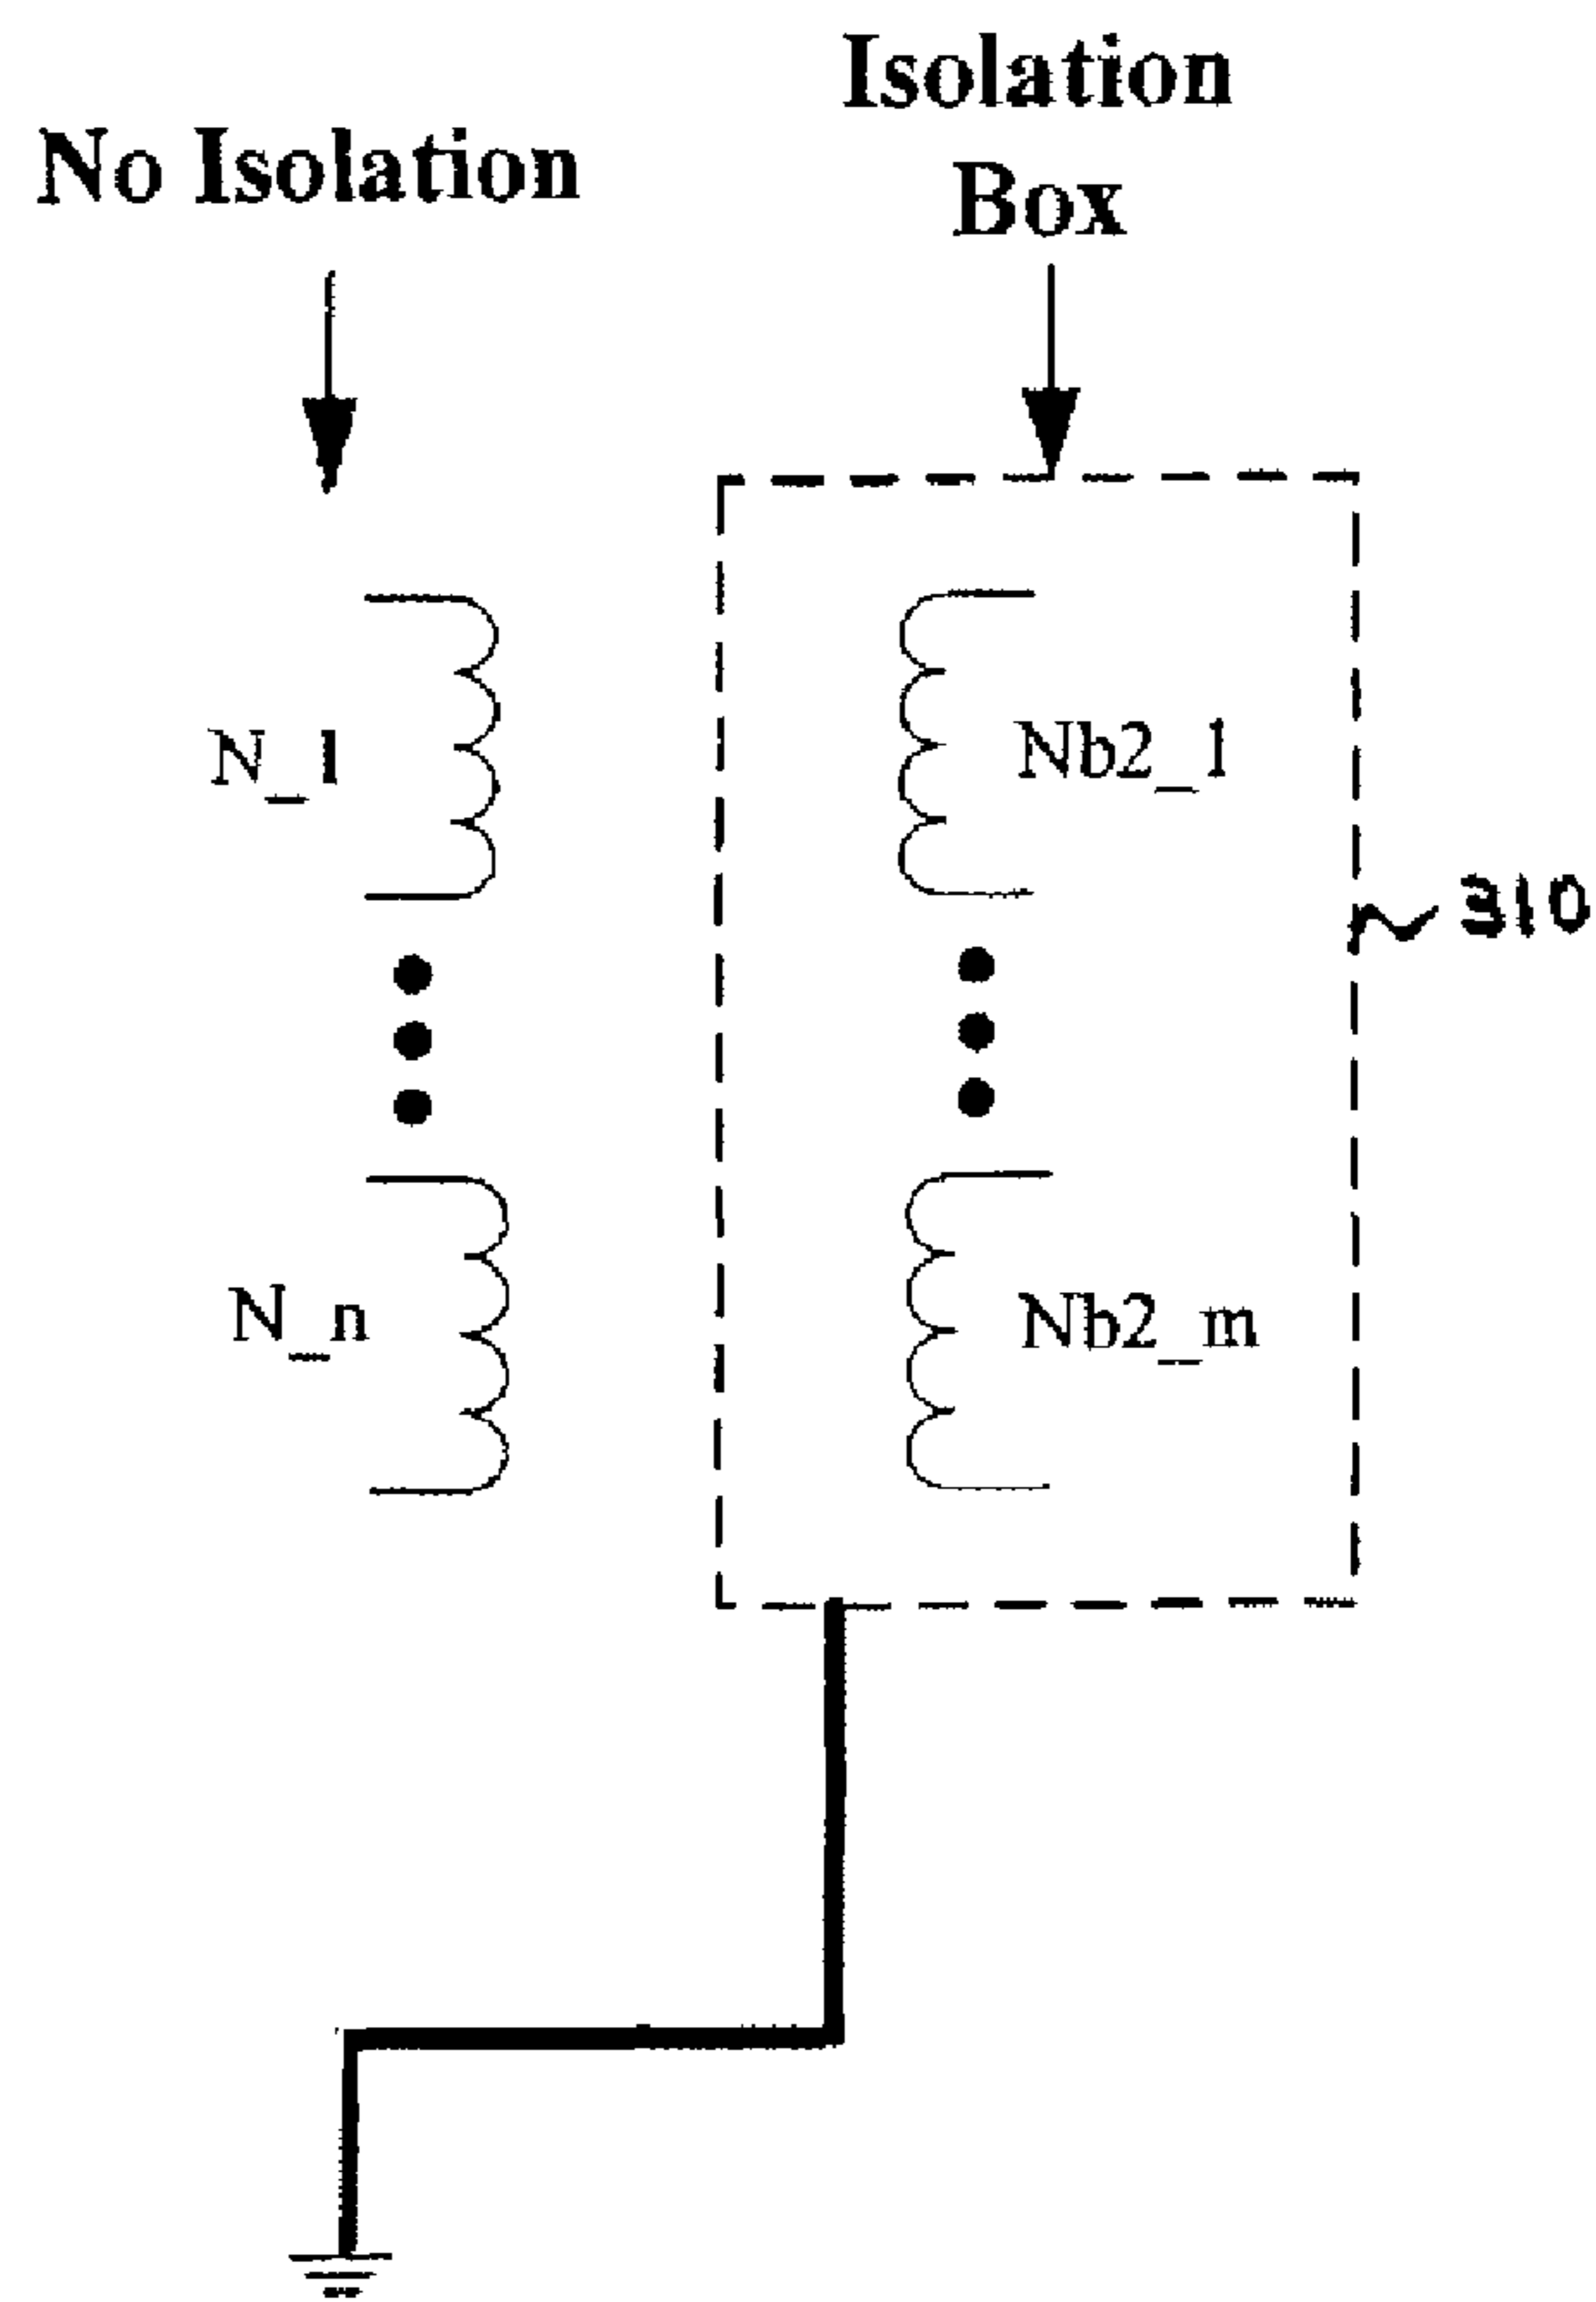 No Isolation
Isolation
Box
N_1
Nb2_1
310
N_n
Nb2_m